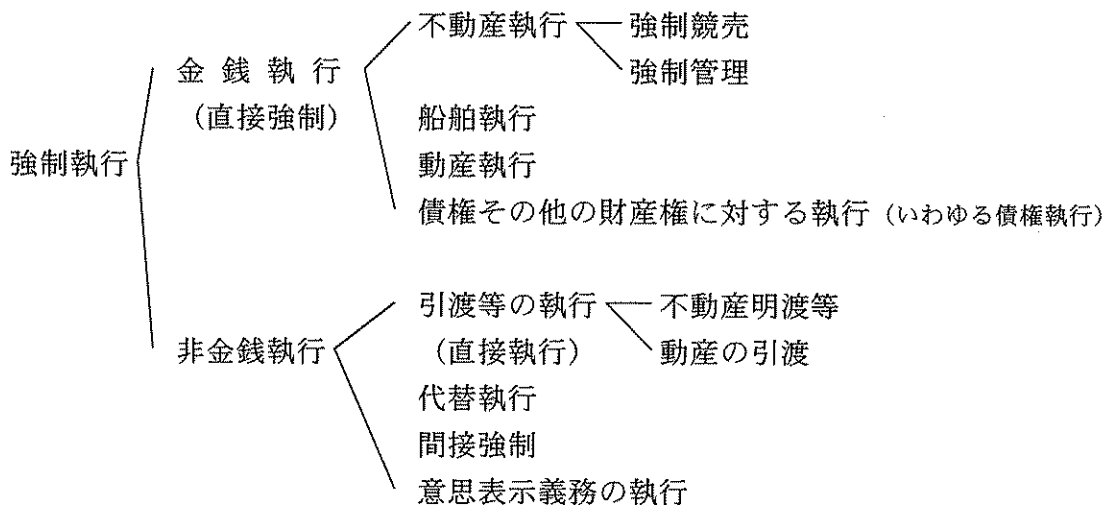 不動産執行
強制競売
強制管理
金銭執行
（直接強制）
船舶執行
動産執行
債権その他の財産権に対する執行（いわゆる債権執行）
強制執行
引渡等の執行
（直接執行）
不動産明渡等
動産の引渡
非金銭執行
代替執行
間接強制
意思表示義務の執行